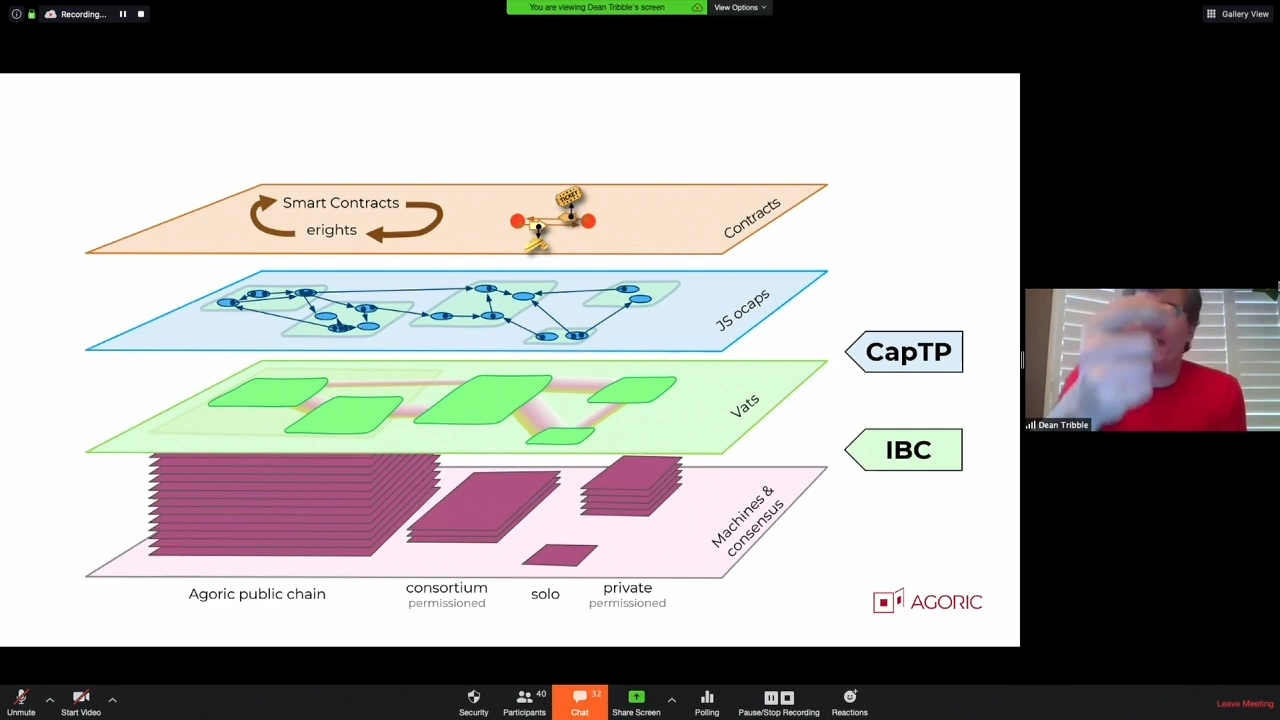 Recording...
You are viewing Dean Tribble's screen
View Options
Gallery View
Smart Contracts
erights
TICKET
Contracts
JS ocaps
CapTP
Vats
IBC
Machines &
consensus
Agoric public chain
consortium
permissioned
solo
private
permissioned
AGORIC
Dean Tribble
Unmute
Start Video
Security
Participants
40
Chat
32
Share Screen
Polling
Pause/Stop Recording
Reactions
Leave Meeting